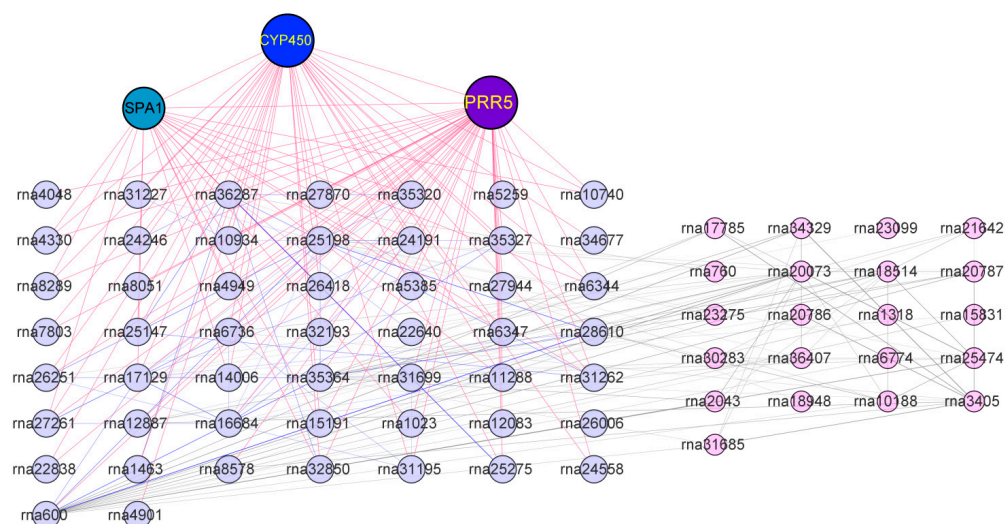 CYP450
SPA1 PRR5
rna4048 rna31227 rna36287 rna27870 rna35320 rna5259 rna10740
rna4330 rna24246 rna10934 rna25198 rna24191 rna35327 rna34677
rna8289 rna8051 rna4949 rna26418 rna5385 rna27944 rna6344
rna7803 rna25147 rna6736 rna32193 rna22640 rna6347 rna28610
rna26251 rna17129 rna14006 rna35364 rna31699 rna11288 rna31262
rna27261 rna12887 rna16684 rna15191 rna1023 rna12083 rna26006
rna22838 rna1463 rna8578 rna32850 rna31195 rna25275 rna24558
rna600 rna4901
rna17785 rna34329 rna23099 rna21642
rna760 rna20073 rna18514 rna20787
rna23275 rna20786 rna1318 rna15831
rna30283 rna36407 rna6774 rna25474
rna2043 rna18948 rna10188 rna3405
rna31685